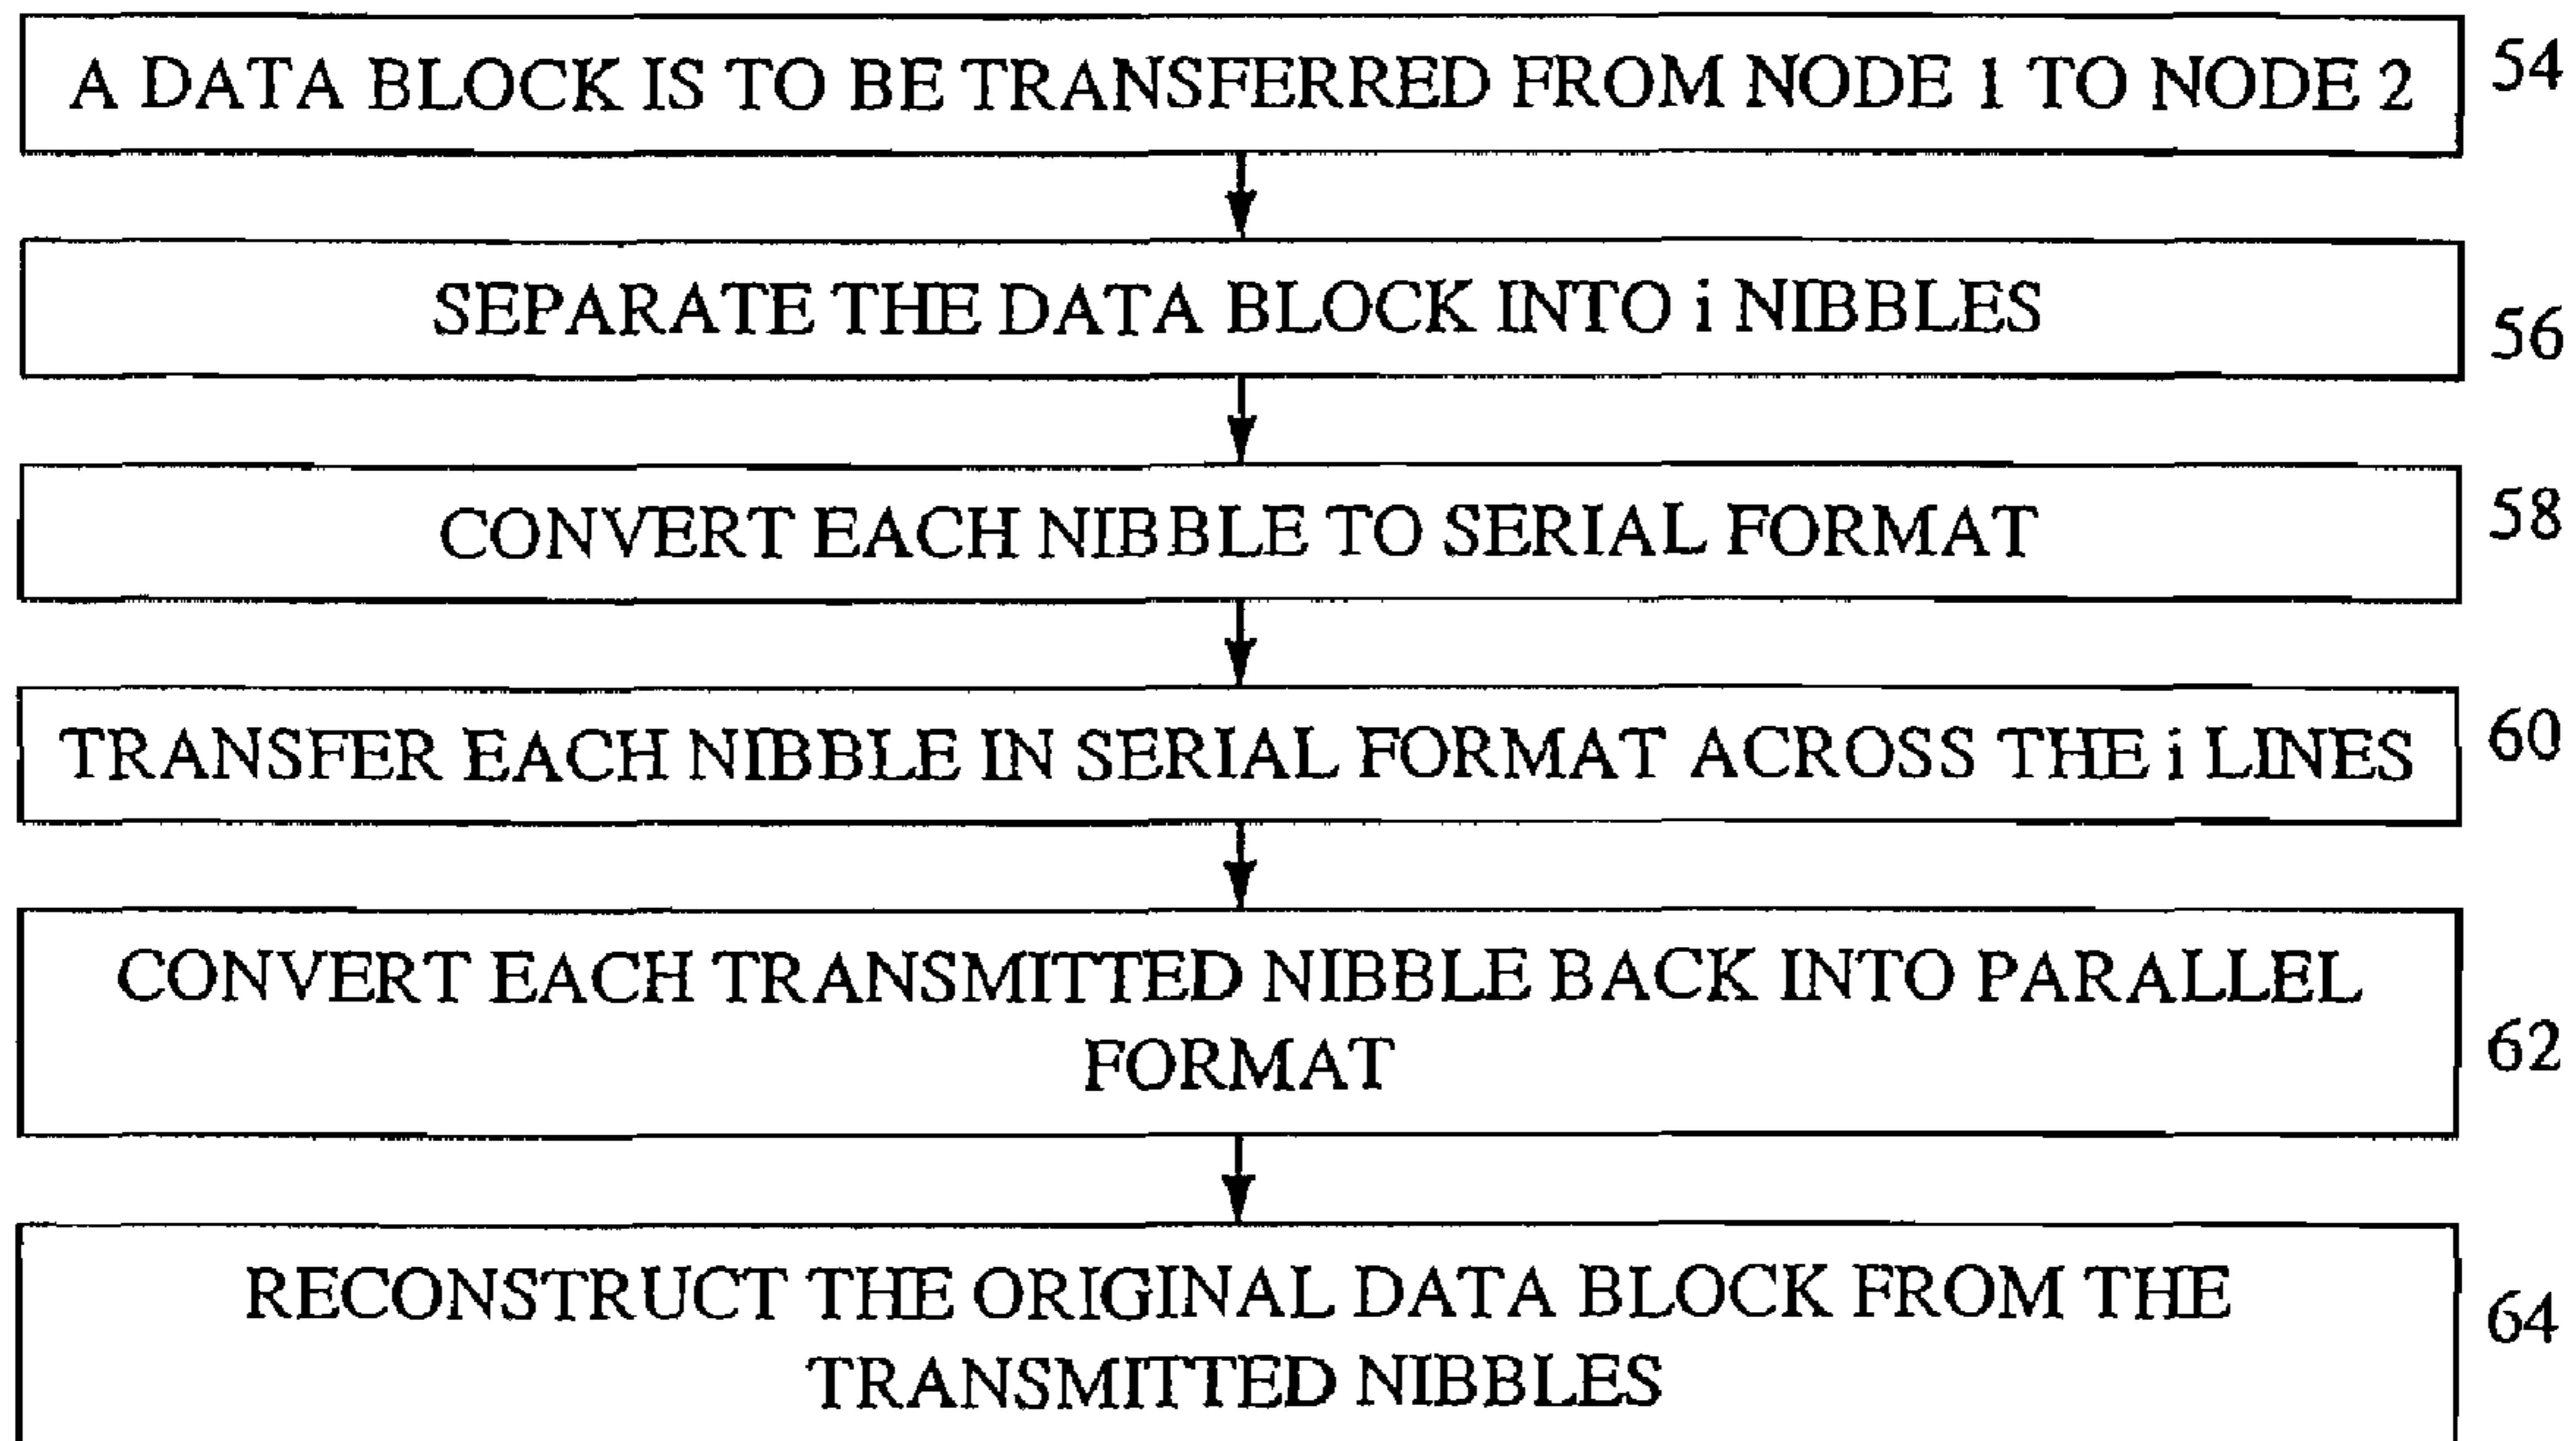 A DATA BLOCK IS TO BE TRANSFERRED FROM NODE 1 TO NODE 2
54
SEPARATE THE DATA BLOCK INTO i NIBBLES
56
CONVERT EACH NIBBLE TO SERIAL FORMAT
58
TRANSFER EACH NIBBLE IN SERIAL FORMAT ACROSS THE i LINES
60
CONVERT EACH TRANSMITTED NIBBLE BACK INTO PARALLEL
FORMAT
62
RECONSTRUCT THE ORIGINAL DATA BLOCK FROM THE
TRANSMITTED NIBBLES
64